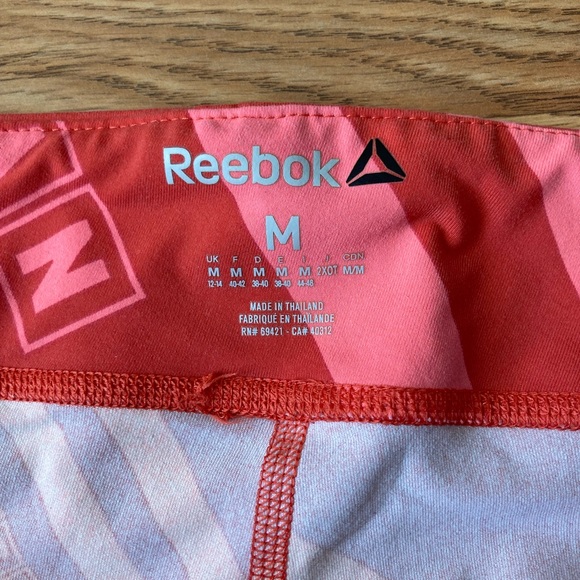 Reebok
M
UK F D E I J CDN
M M M M M 2XOT M/M
12-14 40-42 38-40 38-40 44-46
MADE IN THAILAND
FABRIQUÉ EN THAÏLANDE
RN# 69421 - CA# 40312
N